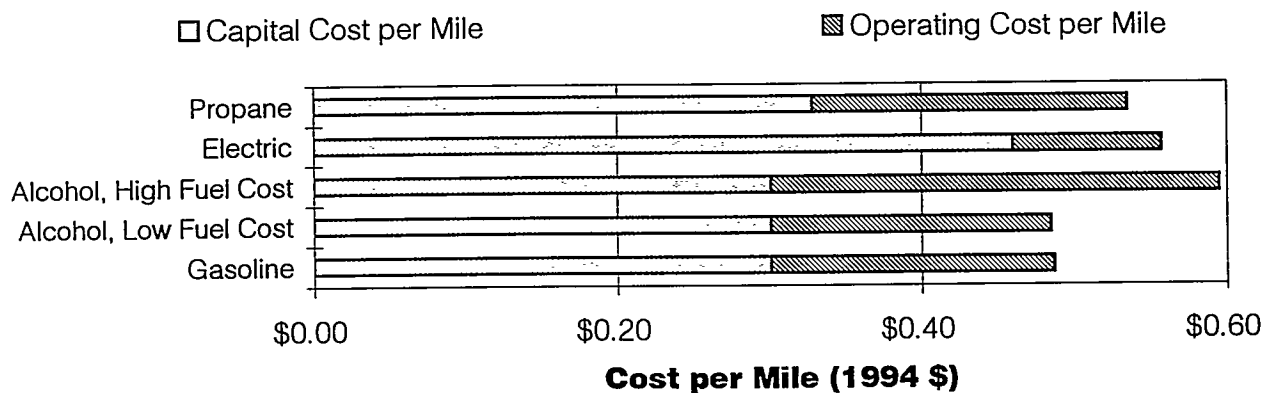 Capital Cost per Mile
Operating Cost per Mile
Propane
Electric
Alcohol, High Fuel Cost
Alcohol, Low Fuel Cost
Gasoline
$0.00 $0.20 $0.40 $0.60
Cost per Mile (1994 $)